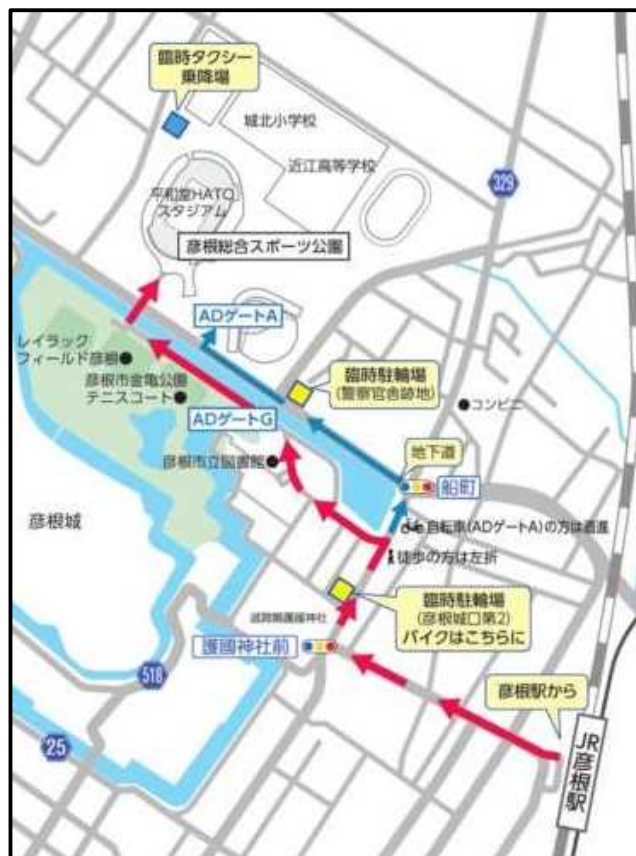 臨時タクシー
乗降場
城北小学校
近江高等学校
329
平和堂HATO
スタジアム
彦根総合スポーツ公園
ADゲートA
レイラック
フィールド彦根
彦根市金亀公園
テニスコート
臨時駐輪場
(警察官舎跡地)
コンビニ
ADゲートG
地下道
彦根市立図書館
船町
彦根城
自転車(ADゲートA)の方は直進
徒歩の方は左折
臨時駐輪場
(彦根城口第2)
バイクはこちらに
滋賀県護國神社
護國神社前
518
彦根駅から
25
JR彦根駅